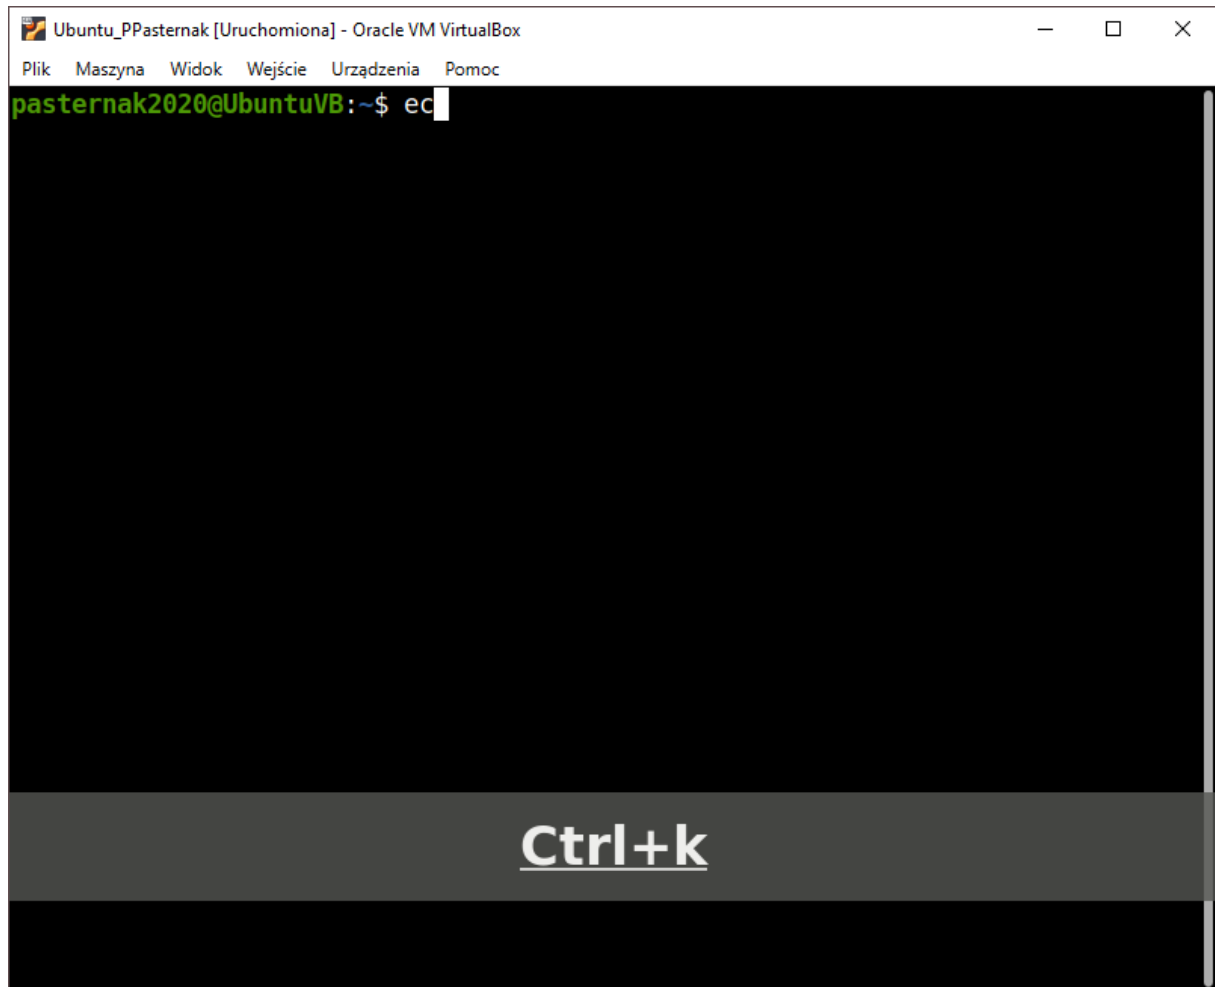 Ubuntu_PPasternak [Uruchomiona] - Oracle VM VirtualBox
Plik Maszyna Widok Wejście Urządzenia Pomoc
pasternak2020@UbuntuVB:~$ ec
Ctrl+k